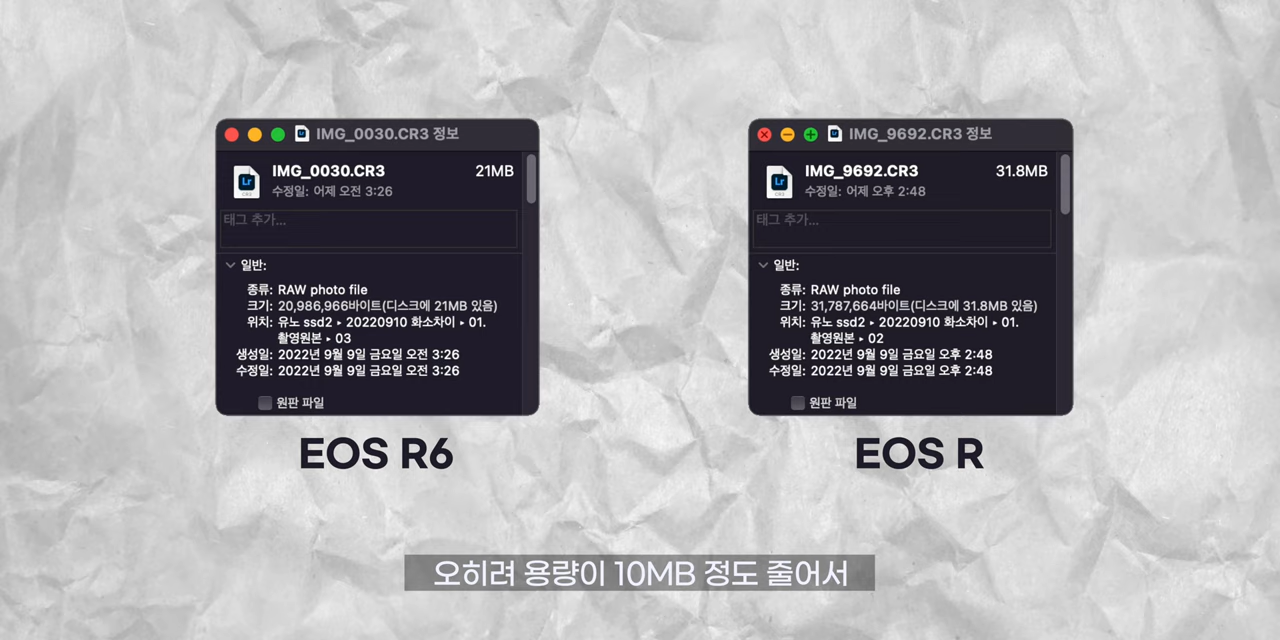 IMG_0030.CR3 정보
IMG_0030.CR3 21MB
수정일: 어제 오전 3:26
태그 추가...
일반:
종류: RAW photo file
크기: 20,986,966바이트(디스크에 21MB 있음)
위치: 유노 ssd2 ▸ 20220910 화소차이 ▸ 01.
촬영원본 ▸ 03
생성일: 2022년 9월 9일 금요일 오전 3:26
수정일: 2022년 9월 9일 금요일 오전 3:26
원판 파일
EOS R6
IMG_9692.CR3 정보
IMG_9692.CR3 31.8MB
수정일: 어제 오후 2:48
태그 추가...
일반:
종류: RAW photo file
크기: 31,787,664바이트(디스크에 31.8MB 있음)
위치: 유노 ssd2 ▸ 20220910 화소차이 ▸ 01.
촬영원본 ▸ 02
생성일: 2022년 9월 9일 금요일 오후 2:48
수정일: 2022년 9월 9일 금요일 오후 2:48
원판 파일
EOS R
오히려 용량이 10MB 정도 줄어서